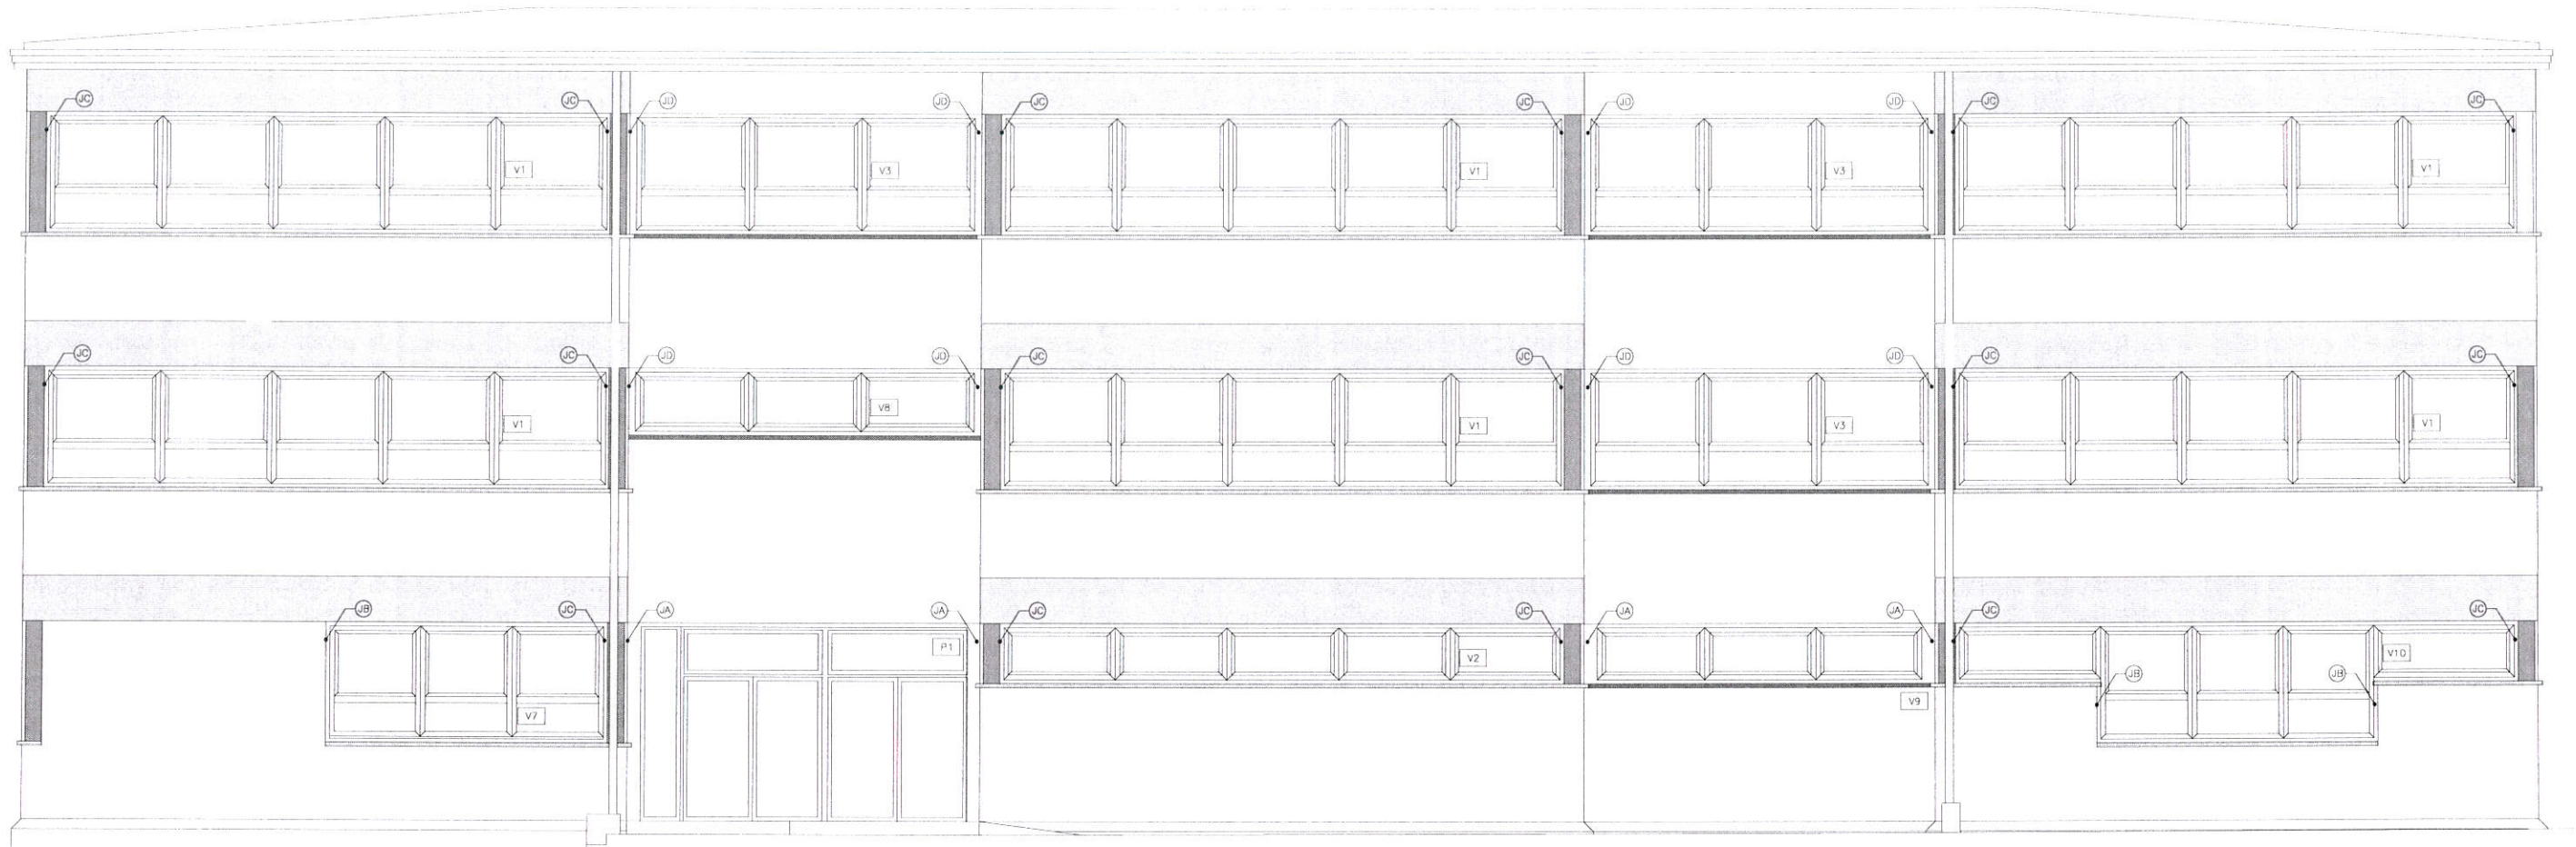 JC JC JD JD JC JC JD JD JC JC
V1 V3 V1 V3 V1
JC JC JD JD JC JC JD JD JC JC
V1 V8 V1 V3 V1
JB JC JA JA JC JC JA JA JC JC
P1 V2 V10
JB JB
V7 V9